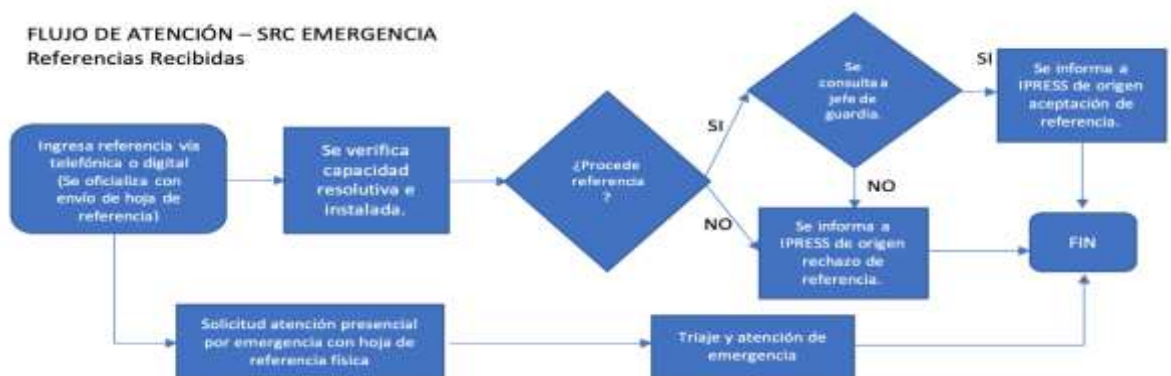 FLUJO DE ATENCIÓN – SRC EMERGENCIA
Referencias Recibidas
Ingresa referencia vía
telefónica o digital
(Se oficializa con
envío de hoja de
referencia)
Se verifica
capacidad
resolutiva e
instalada.
¿Procede
referencia
?
SI
NO
Se
consulta a
jefe de
guardia.
SI
NO
Se informa a
IPRESS de origen
aceptación de
referencia.
Se informa a
IPRESS de origen
rechazo de
referencia.
FIN
Solicitud atención presencial
por emergencia con hoja de
referencia física
Triaje y atención de
emergencia